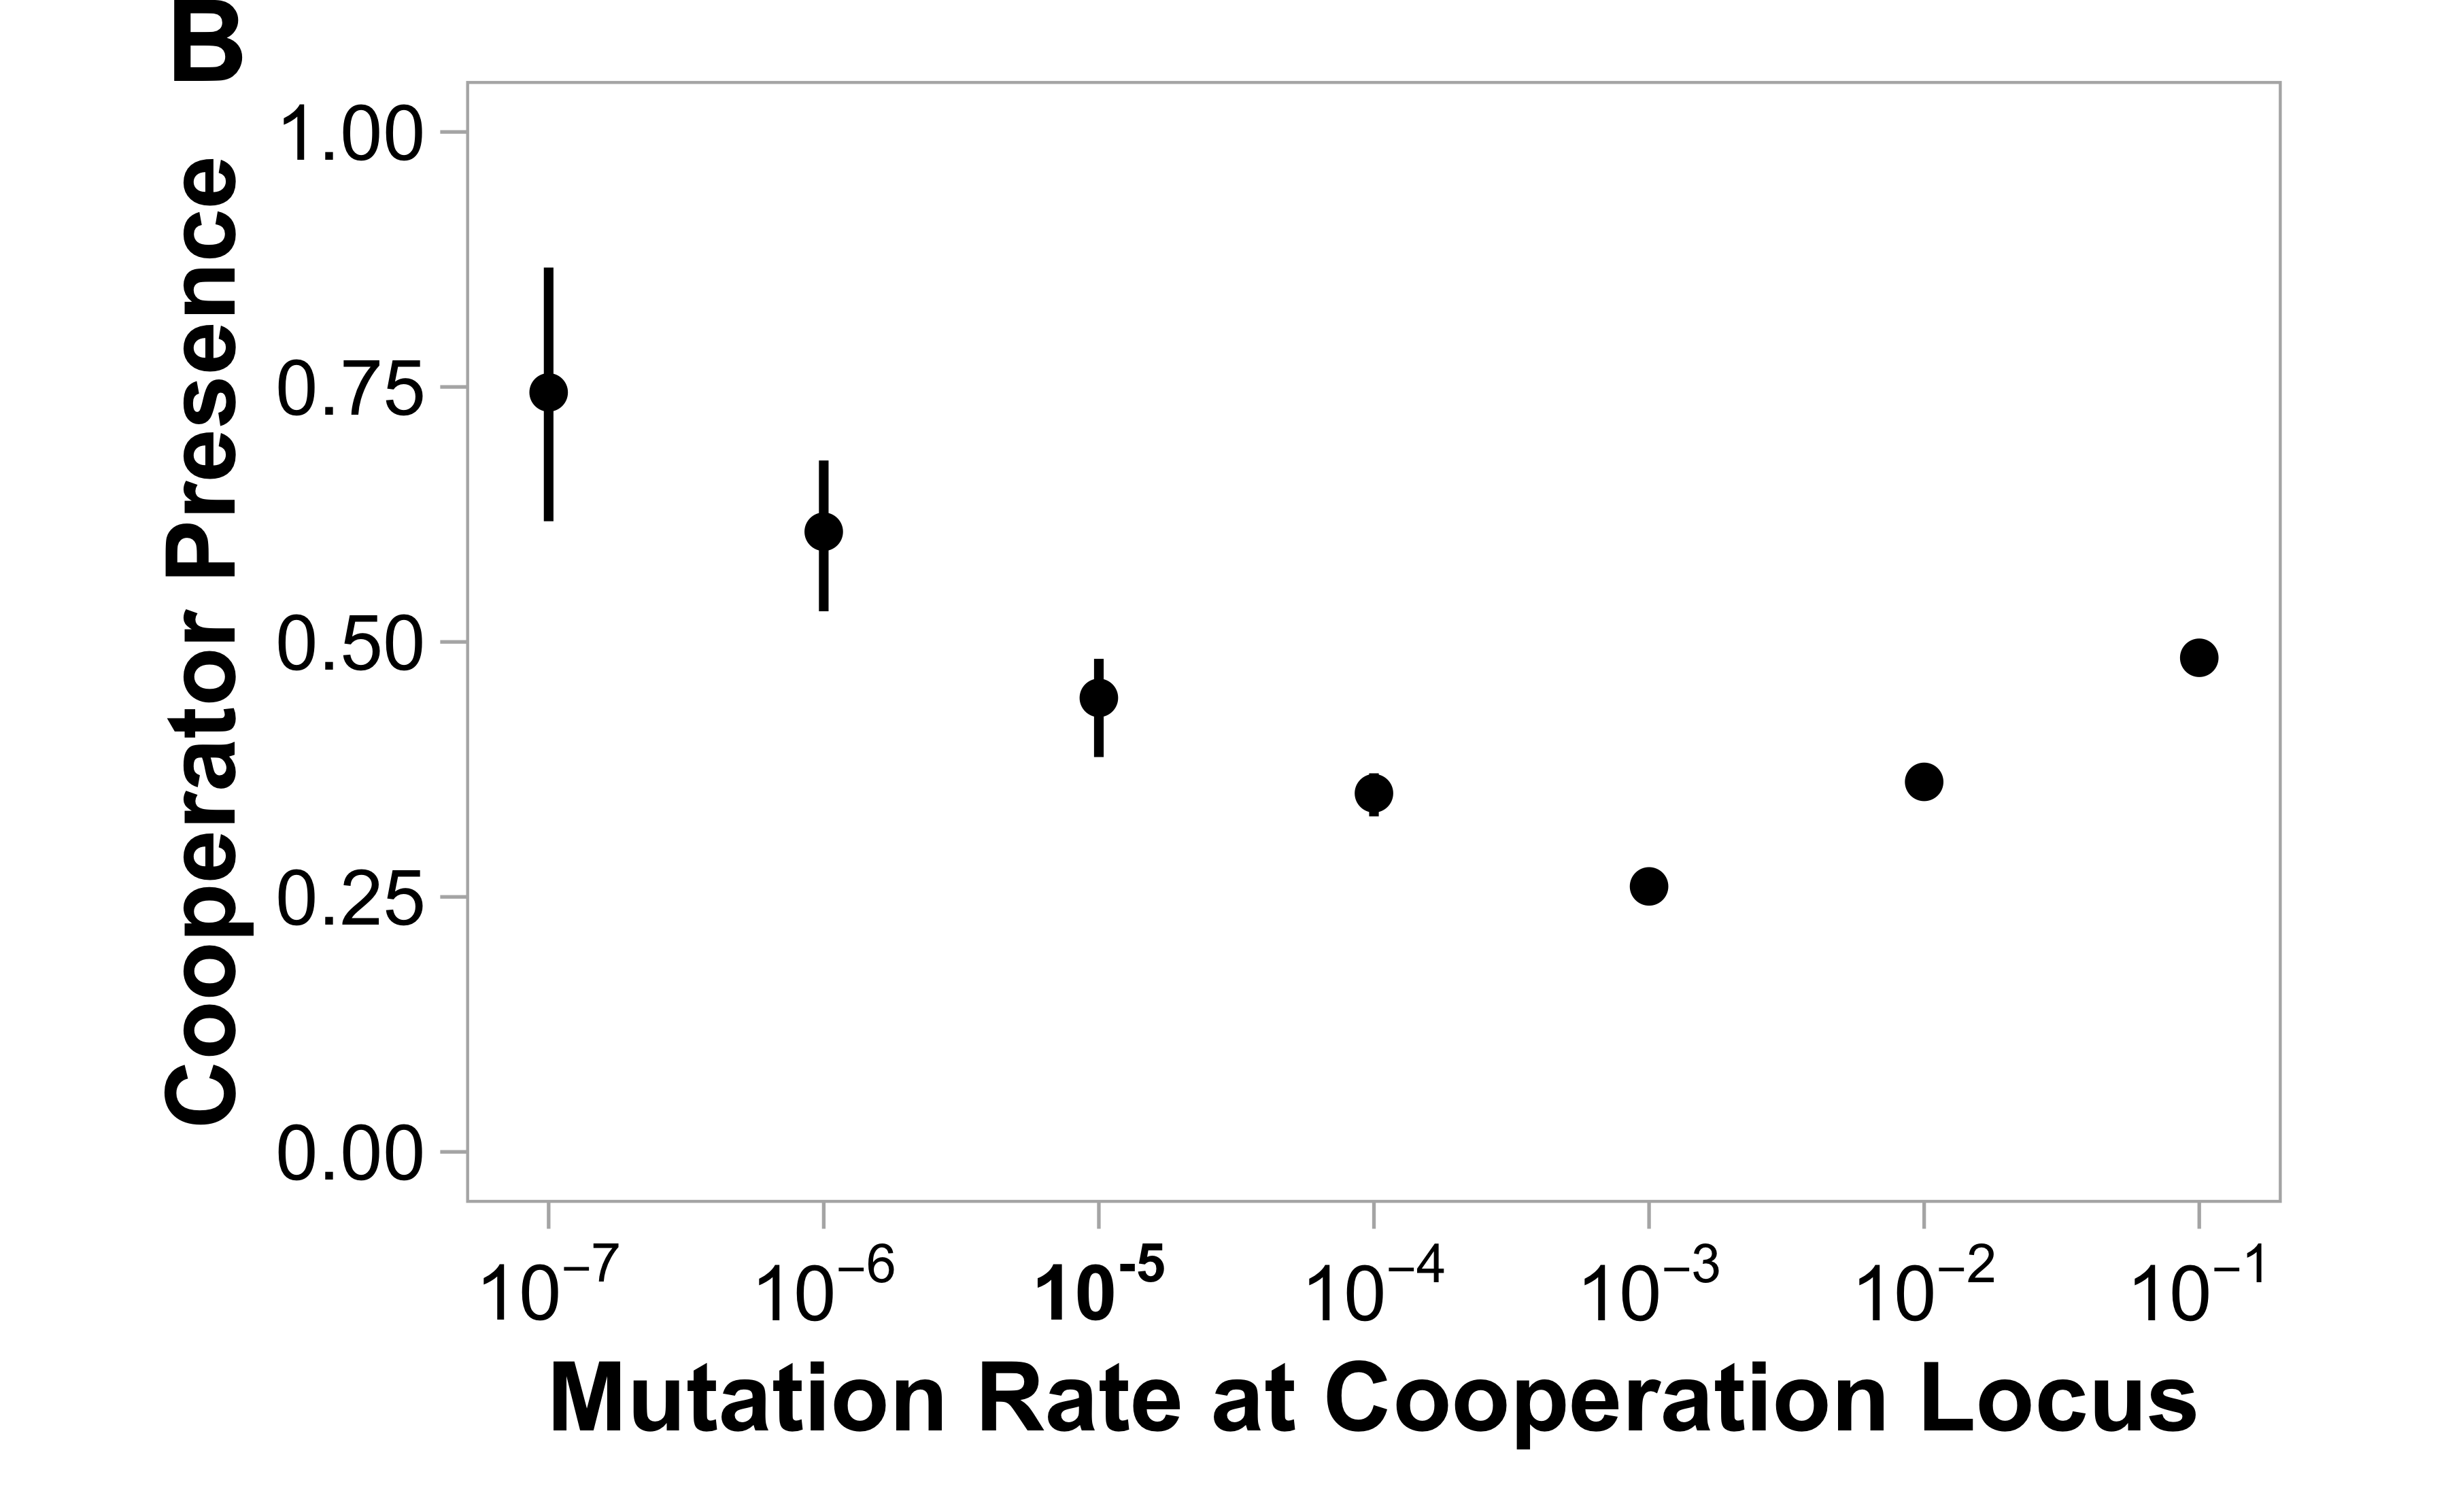 B
Cooperator Presence
1.00
0.75
0.50
0.25
0.00
10⁻⁷ 10⁻⁶ 10⁻⁵ 10⁻⁴ 10⁻³ 10⁻² 10⁻¹
Mutation Rate at Cooperation Locus